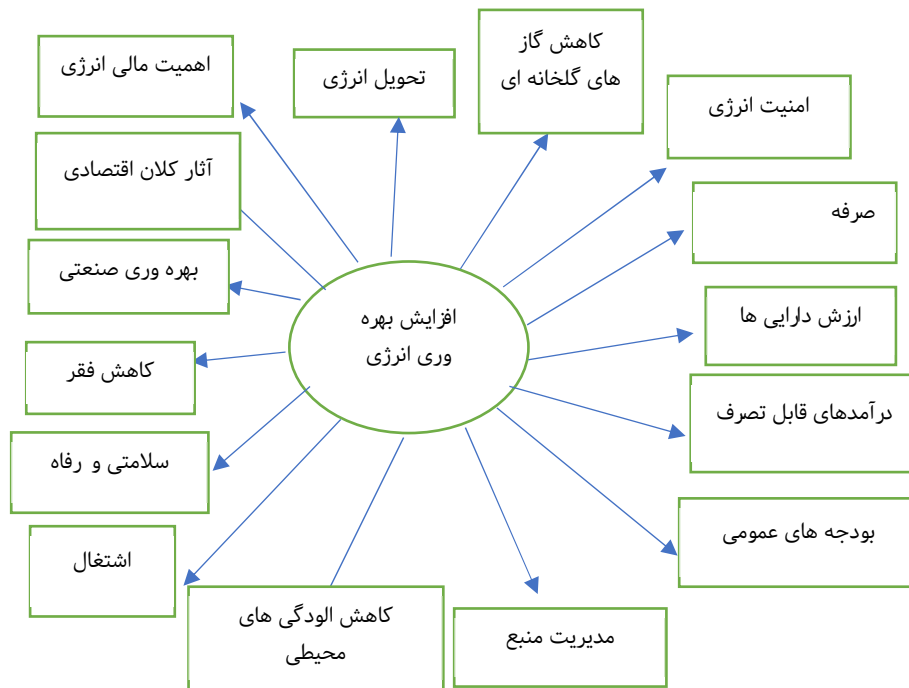 کاهش گاز
های گلخانه ای
تحویل انرژی
اهمیت مالی انرژی
امنیت انرژی
آثار کلان اقتصادی
صرفه
بهره وری صنعتی
ارزش دارایی ها
افزایش بهره
وری انرژی
کاهش فقر
درآمدهای قابل تصرف
سلامتی و رفاه
بودجه های عمومی
اشتغال
کاهش الودگی های
محیطی
مدیریت منبع